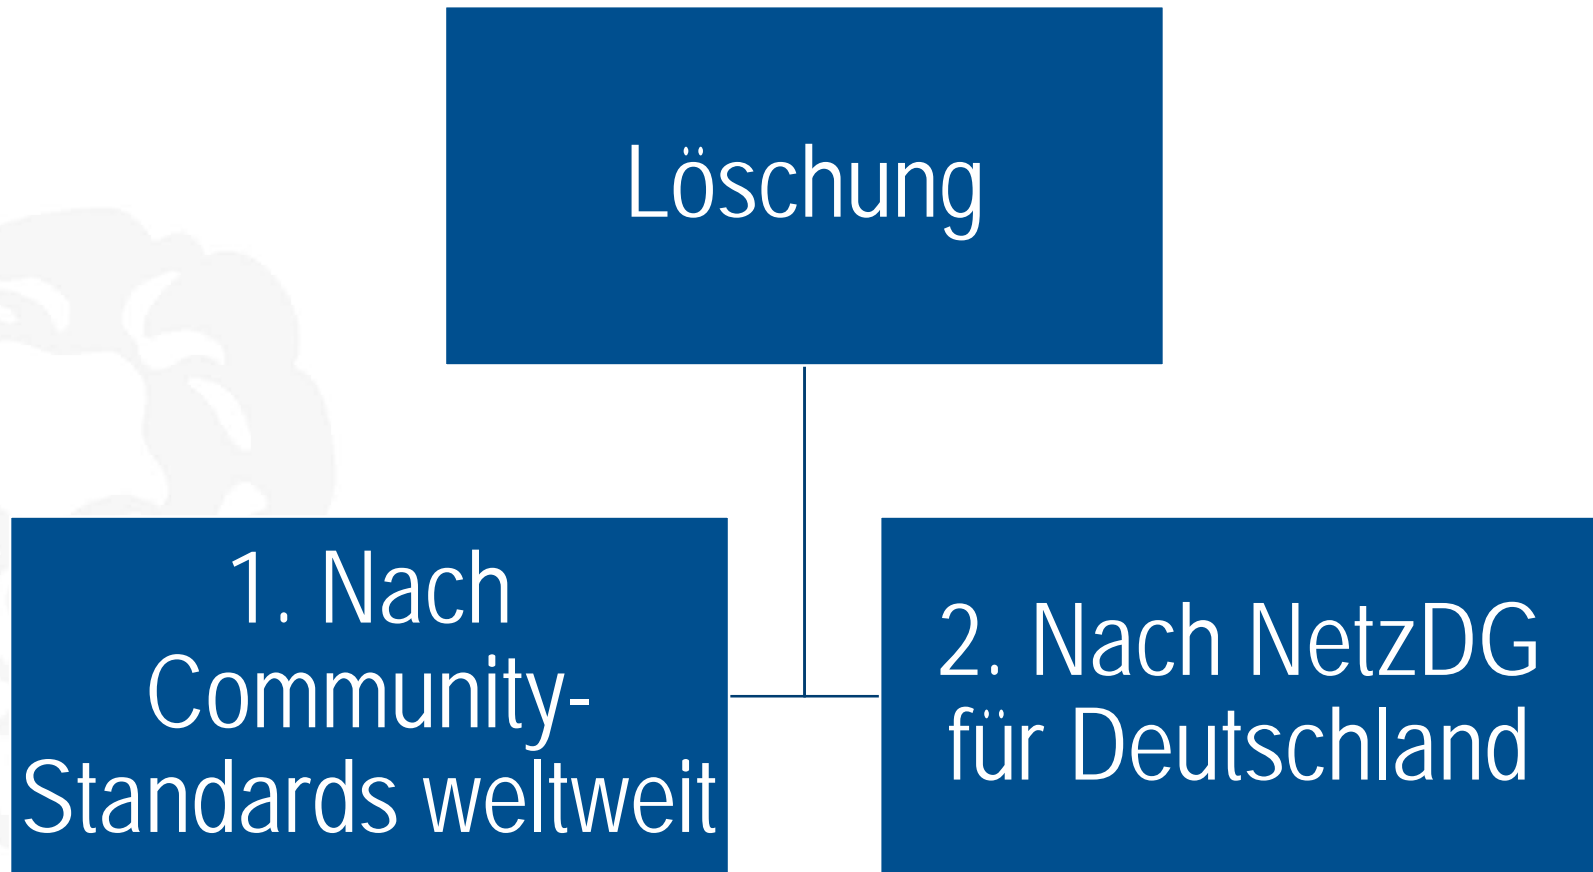 Löschung
1. Nach
Community-
Standards weltweit
2. Nach NetzDG
für Deutschland